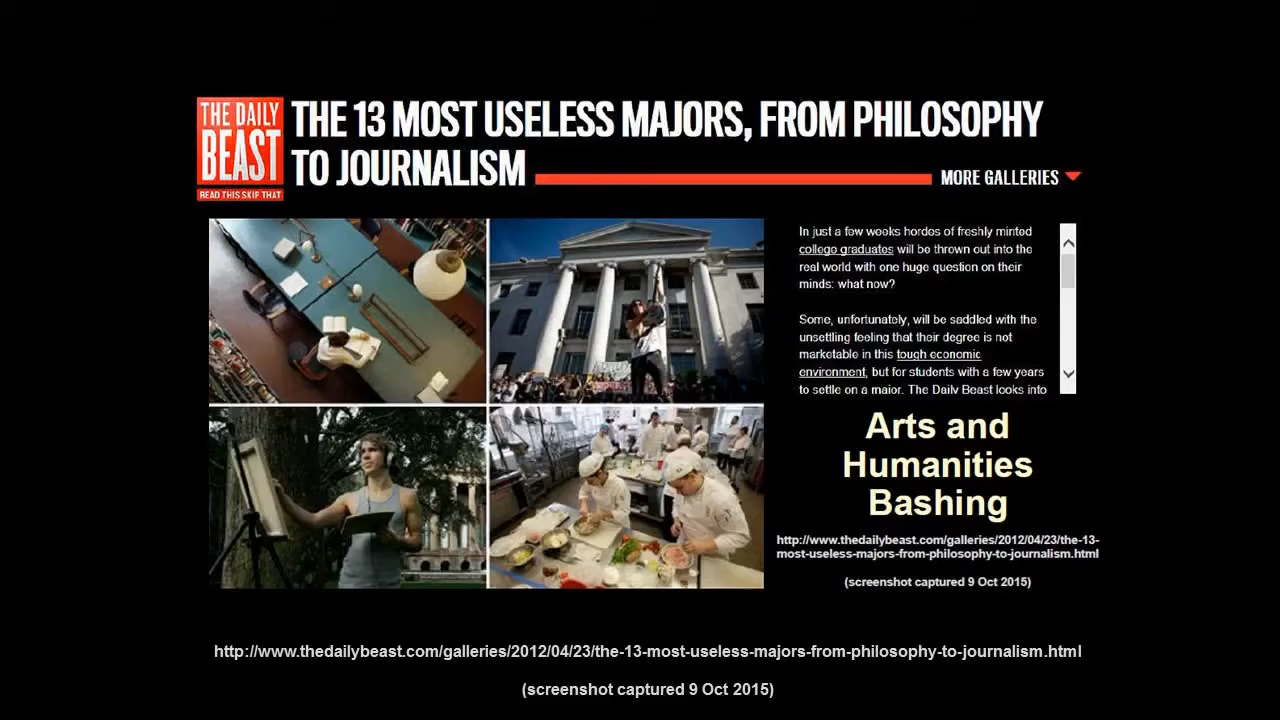 THE DAILY
BEAST
READ THIS SKIP THAT
THE 13 MOST USELESS MAJORS, FROM PHILOSOPHY
TO JOURNALISM
MORE GALLERIES
In just a few weeks hordes of freshly minted
college graduates will be thrown out into the
real world with one huge question on their
minds: what now?
Some, unfortunately, will be saddled with the
unsettling feeling that their degree is not
marketable in this tough economic
environment, but for students with a few years
to settle on a major, The Daily Beast looks into
Arts and
Humanities
Bashing
http://www.thedailybeast.com/galleries/2012/04/23/the-13-
most-useless-majors-from-philosophy-to-journalism.html
(screenshot captured 9 Oct 2015)
http://www.thedailybeast.com/galleries/2012/04/23/the-13-most-useless-majors-from-philosophy-to-journalism.html
(screenshot captured 9 Oct 2015)